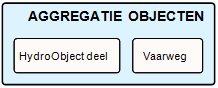 AGGREGATIE OBJECTEN
HydroObject deel
Vaarweg